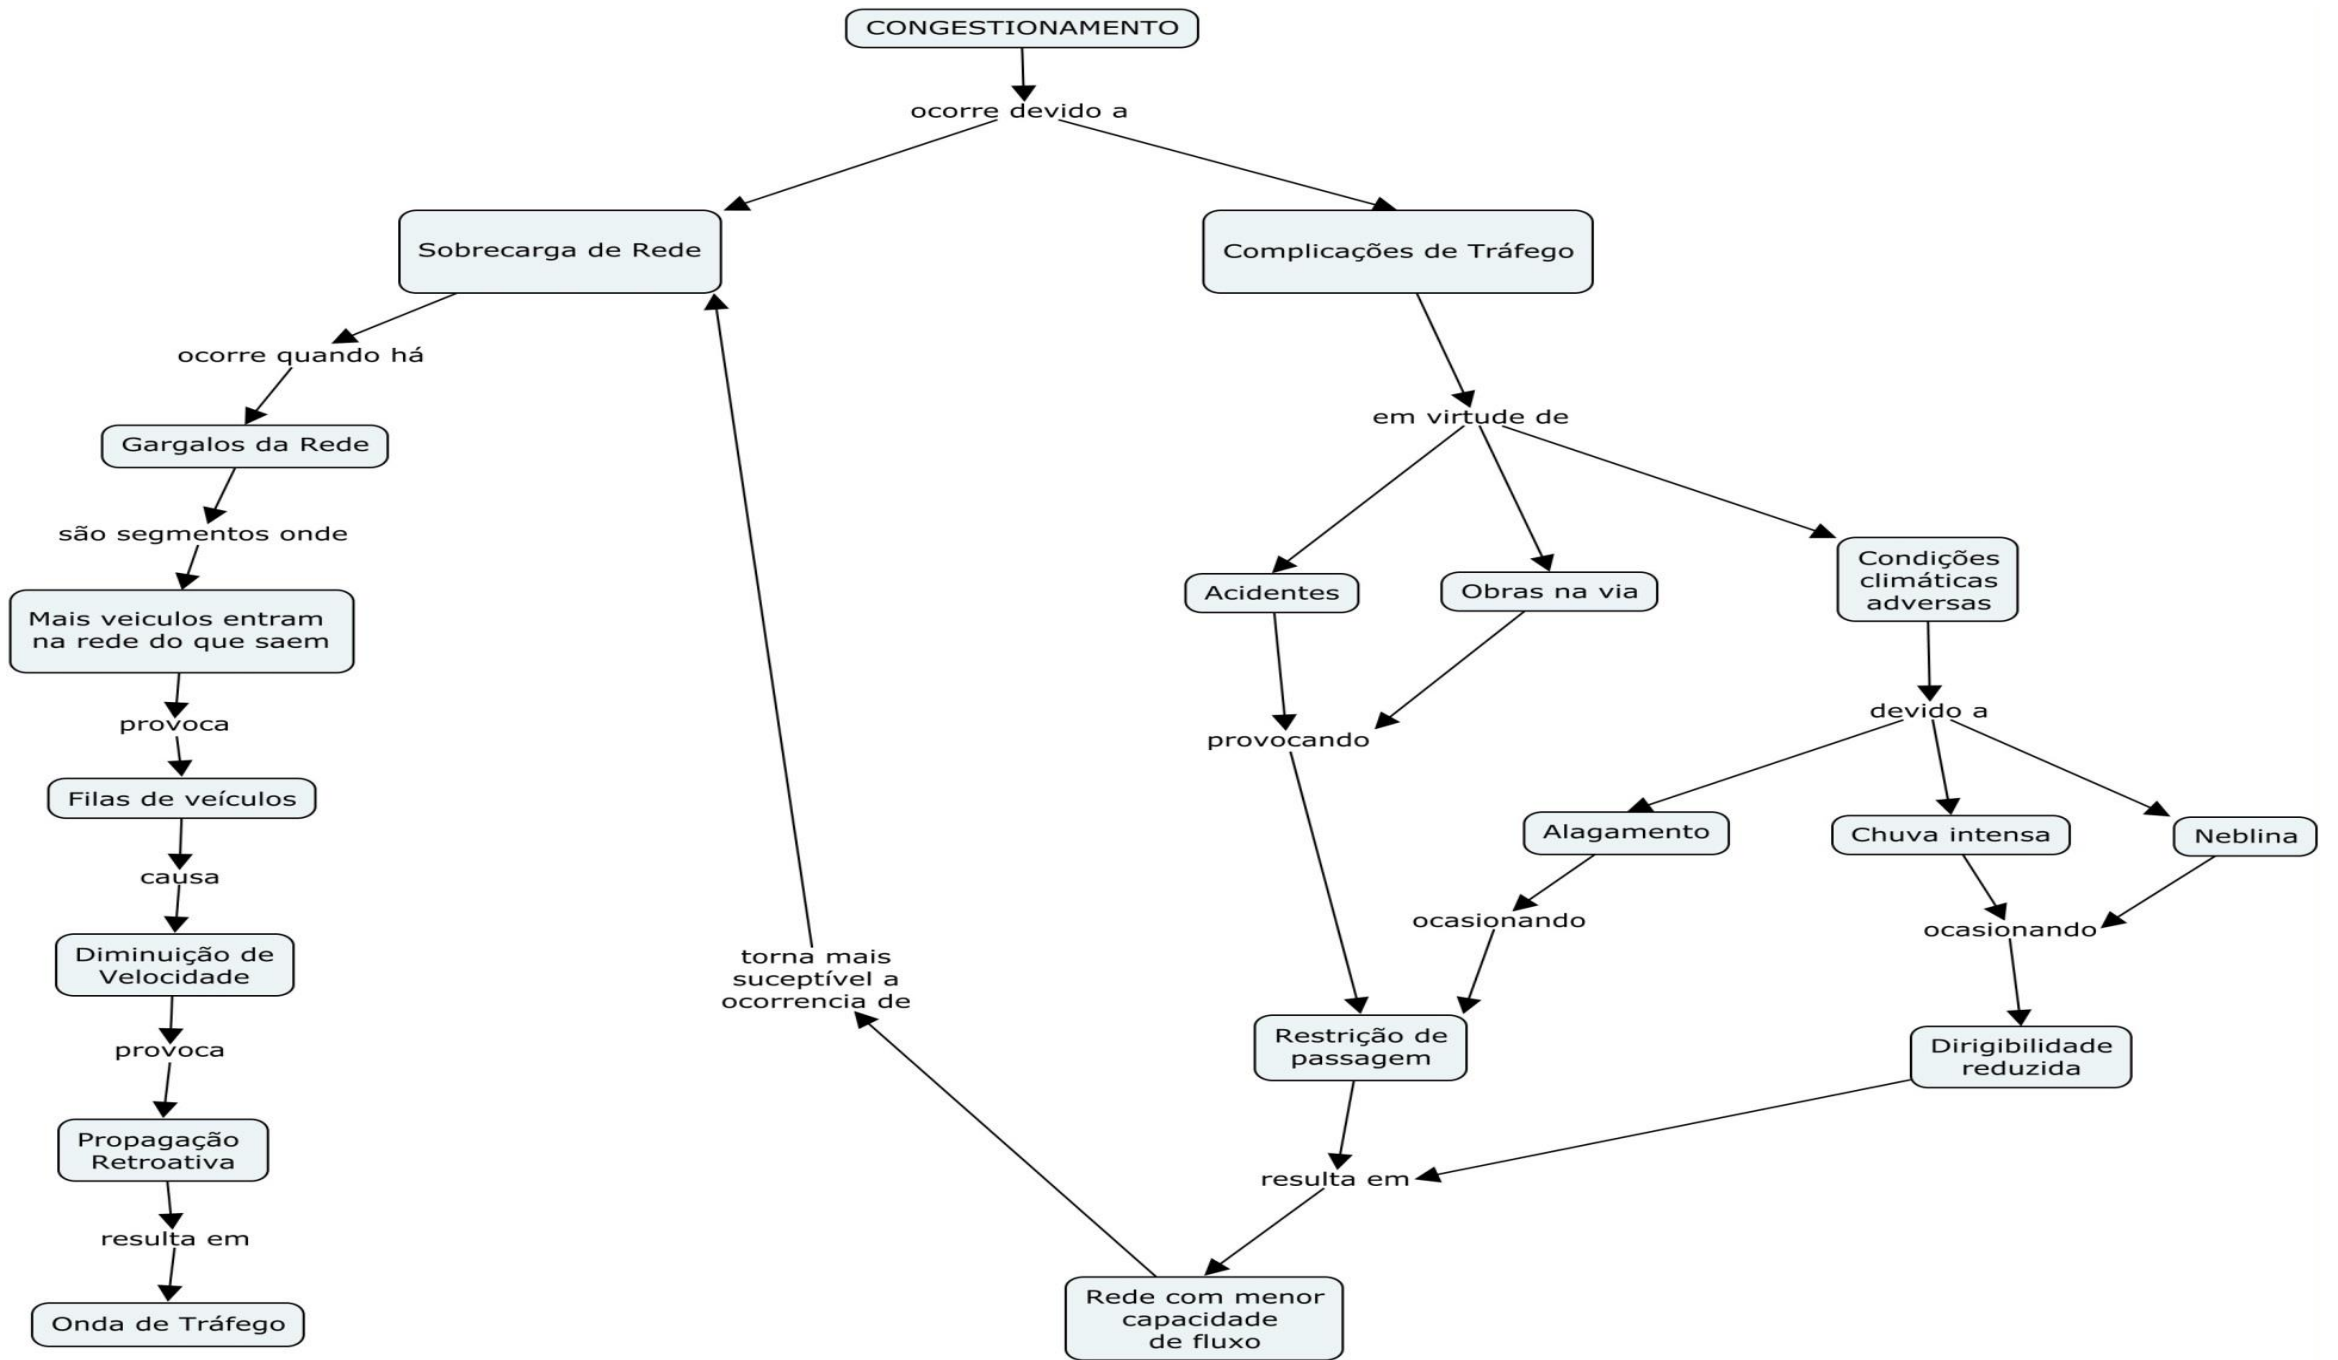 CONGESTIONAMENTO
ocorre devido a
Sobrecarga de Rede
Complicações de Tráfego
ocorre quando há
em virtude de
Gargalos da Rede
são segmentos onde
Acidentes
Obras na via
Condições
climáticas
adversas
Mais veiculos entram
na rede do que saem
provoca
provocando
devido a
Filas de veículos
Alagamento
Chuva intensa
Neblina
causa
ocasionando
ocasionando
Diminuição de
Velocidade
torna mais
suceptível a
ocorrencia de
provoca
Restrição de
passagem
Dirigibilidade
reduzida
Propagação
Retroativa
resulta em
resulta em
Onda de Tráfego
Rede com menor
capacidade
de fluxo